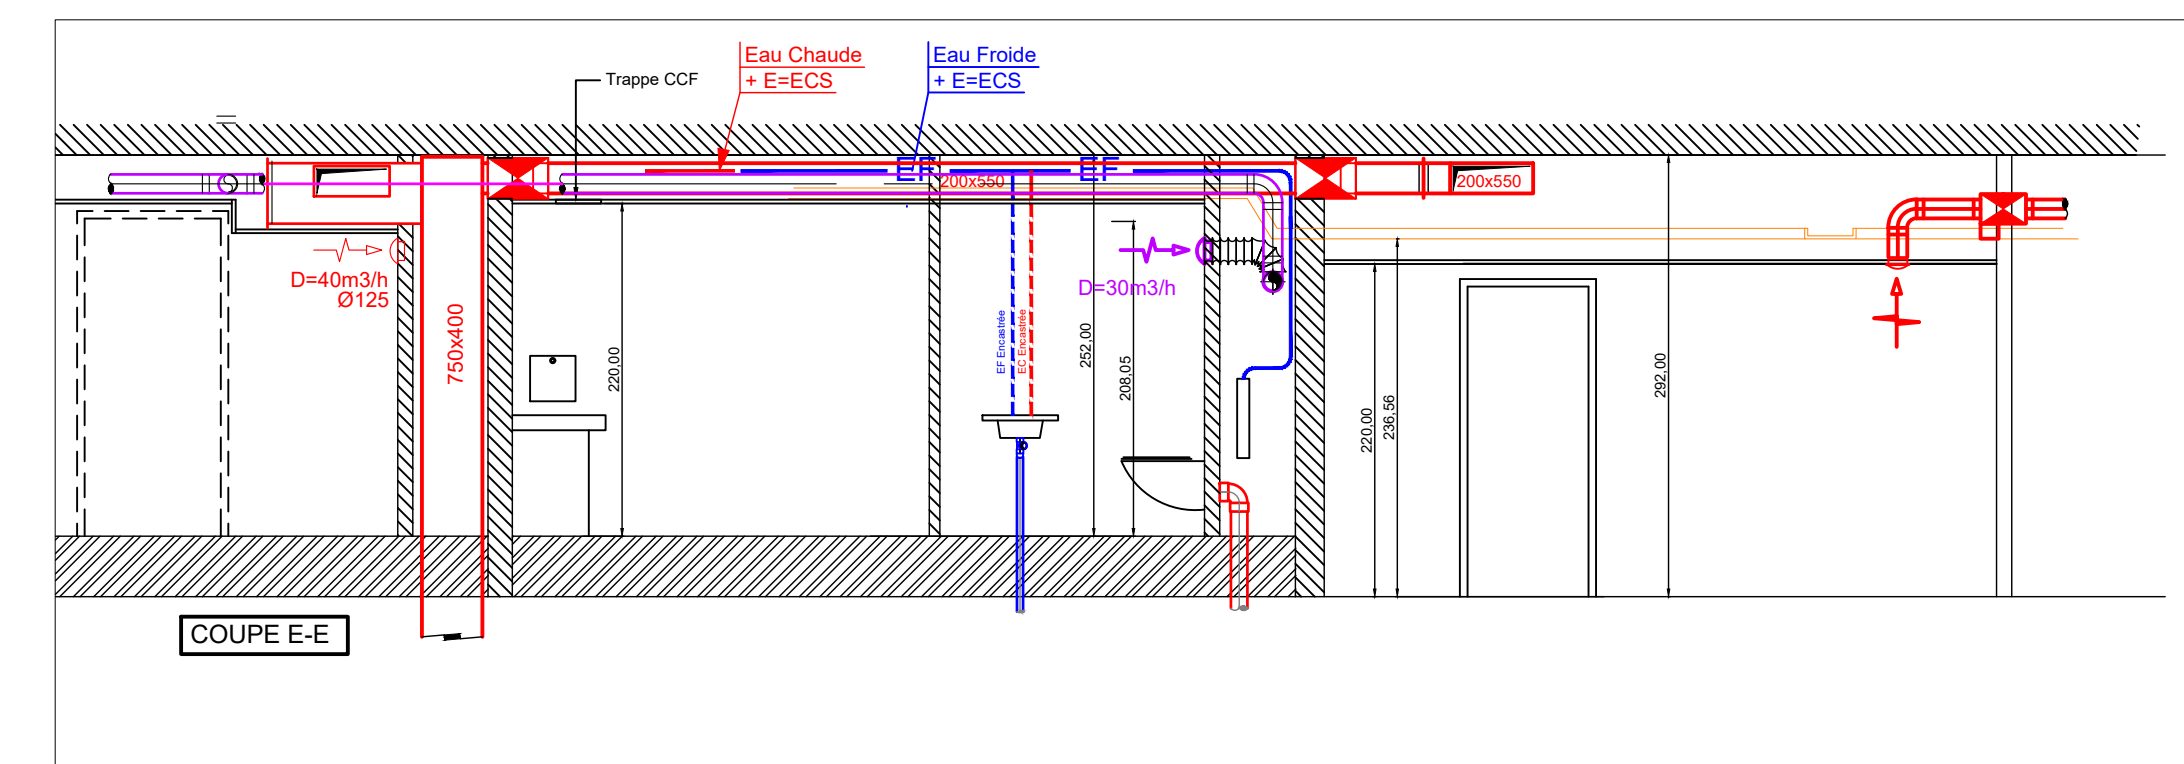 Eau Chaude
+ E=ECS
Eau Froide
+ E=ECS
Trappe CCF
EF
EF
200x550
200x550
D=40m3/h
Ø125
D=30m3/h
750x400
EF Encastrée
EC Encastrée
220,00
252,00
208,05
220,00
236,56
292,00
COUPE E-E